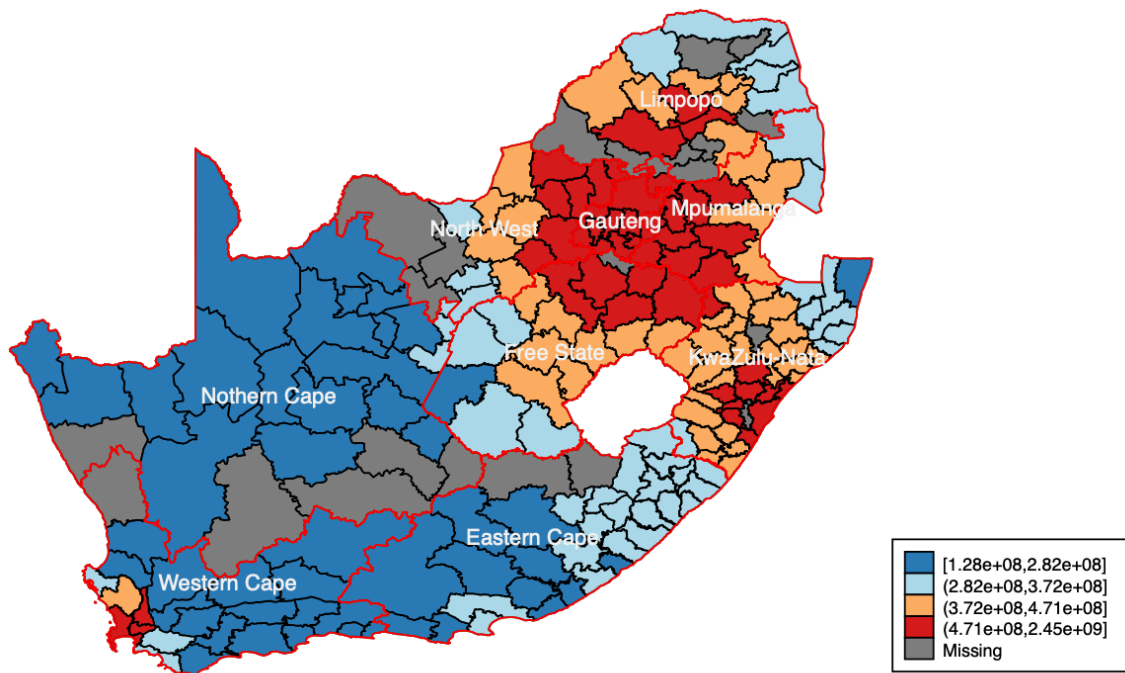 Limpopo
Mpumalanga
Gauteng
North West
Free State
KwaZulu-Nata
Nothern Cape
Eastern Cape
Western Cape
[1.28e+08,2.82e+08]
(2.82e+08,3.72e+08]
(3.72e+08,4.71e+08]
(4.71e+08,2.45e+09]
Missing